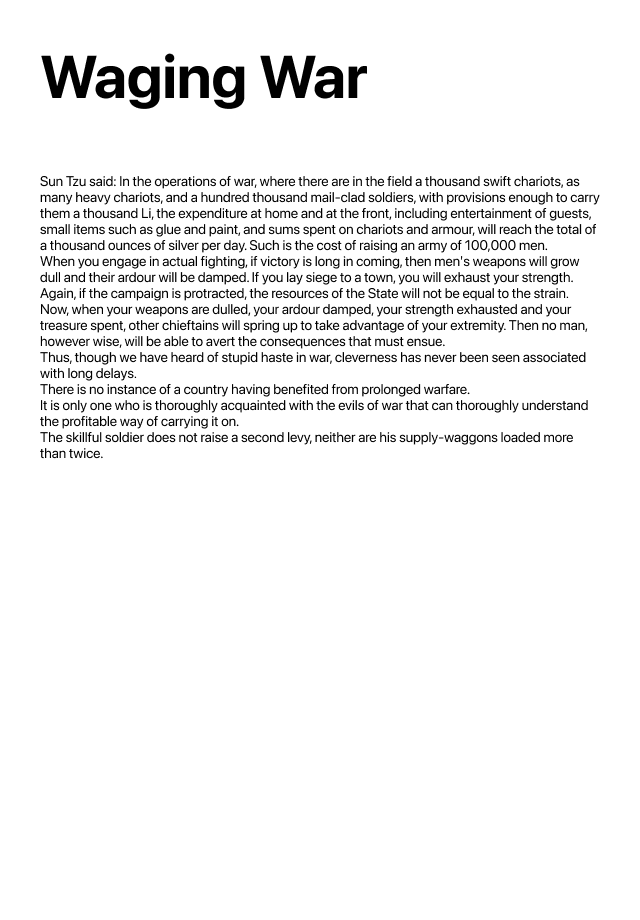 Waging War
Sun Tzu said: In the operations of war, where there are in the field a thousand swift chariots, as
many heavy chariots, and a hundred thousand mail-clad soldiers, with provisions enough to carry
them a thousand Li, the expenditure at home and at the front, including entertainment of guests,
small items such as glue and paint, and sums spent on chariots and armour, will reach the total of
a thousand ounces of silver per day. Such is the cost of raising an army of 100,000 men.
When you engage in actual fighting, if victory is long in coming, then men's weapons will grow
dull and their ardour will be damped. If you lay siege to a town, you will exhaust your strength.
Again, if the campaign is protracted, the resources of the State will not be equal to the strain.
Now, when your weapons are dulled, your ardour damped, your strength exhausted and your
treasure spent, other chieftains will spring up to take advantage of your extremity. Then no man,
however wise, will be able to avert the consequences that must ensue.
Thus, though we have heard of stupid haste in war, cleverness has never been seen associated
with long delays.
There is no instance of a country having benefited from prolonged warfare.
It is only one who is thoroughly acquainted with the evils of war that can thoroughly understand
the profitable way of carrying it on.
The skillful soldier does not raise a second levy, neither are his supply-waggons loaded more
than twice.